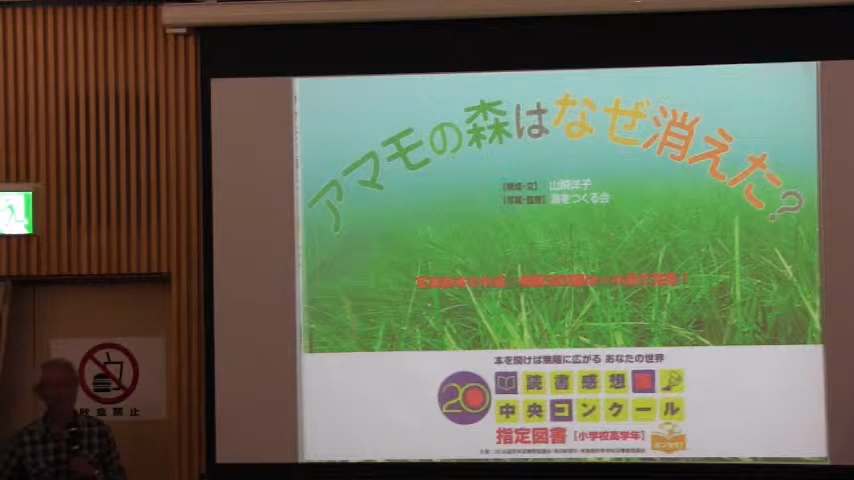 アマモの森はなぜ消えた?
[構成・文] 山崎洋子
[写真・監修] 海をつくる会
本を開けば無限に広がる あなたの世界
20
読書感想画
中央コンクール
指定図書 [小学校高学年]
飲食禁止